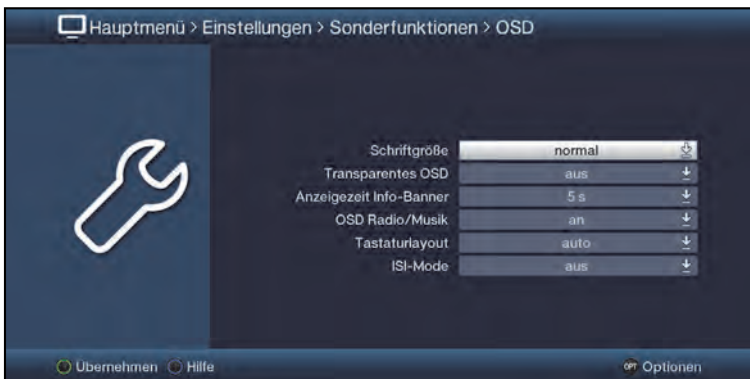 Hauptmenü > Einstellungen > Sonderfunktionen > OSD
Schriftgröße normal
Transparentes OSD aus
Anzeigezeit Info-Banner 5 s
OSD Radio/Musik an
Tastaturlayout auto
ISI-Mode aus
Übernehmen Hilfe OPT Optionen